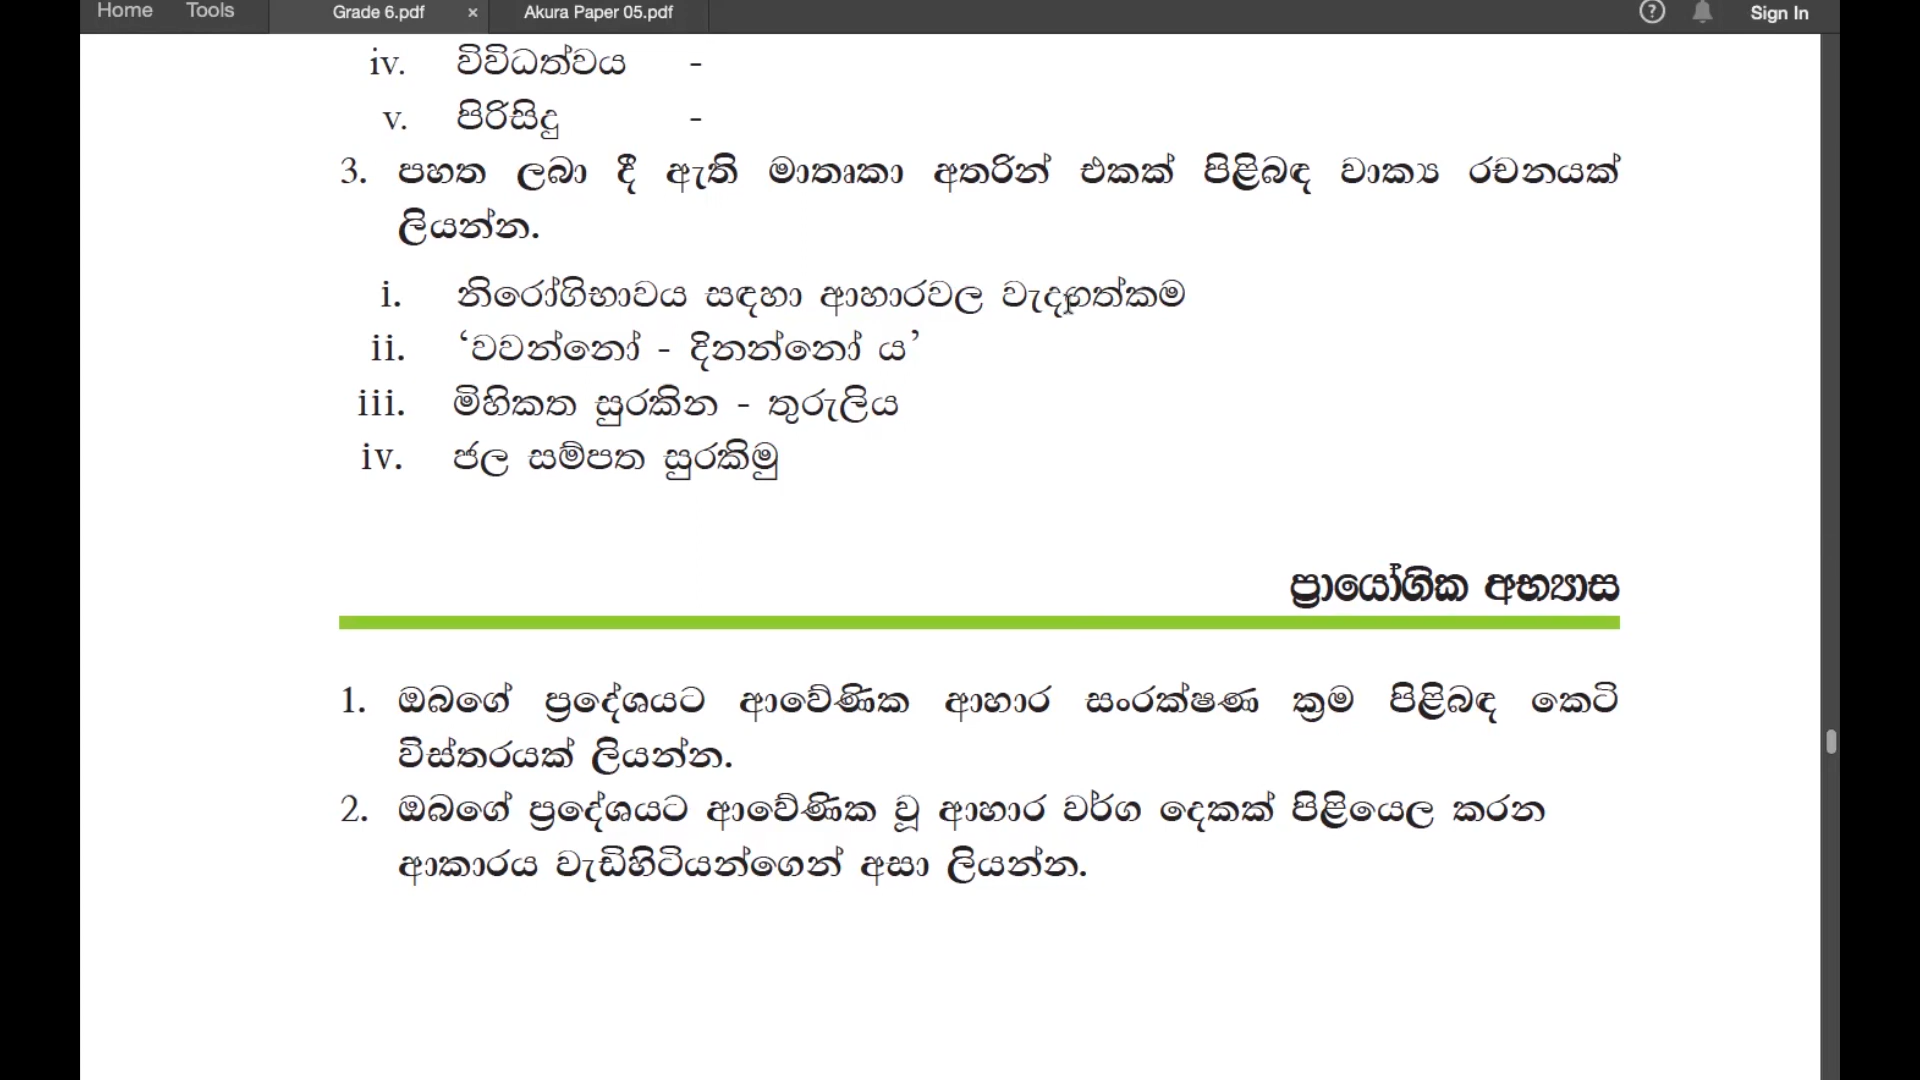 Home Tools Grade 6.pdf × Akura Paper 05.pdf ? Sign In
iv. විවිධත්වය -
v. පිරිසිදු -
3. පහත ලබා දී ඇති මාතෘකා අතරින් එකක් පිළිබඳ වාක්‍ය රචනයක්
ලියන්න.
i. නිරෝගිභාවය සඳහා ආහාරවල වැදගත්කම
ii. ‘වවන්නෝ - දිනන්නෝ ය’
iii. මිහිකත සුරකින - තුරුලිය
iv. ජල සම්පත සුරකිමු
ප්‍රායෝගික අභ්‍යාස
1. ඔබගේ ප්‍රදේශයට ආවේණික ආහාර සංරක්ෂණ ක්‍රම පිළිබඳ කෙටි
විස්තරයක් ලියන්න.
2. ඔබගේ ප්‍රදේශයට ආවේණික වූ ආහාර වර්ග දෙකක් පිළියෙල කරන
ආකාරය වැඩිහිටියන්ගෙන් අසා ලියන්න.